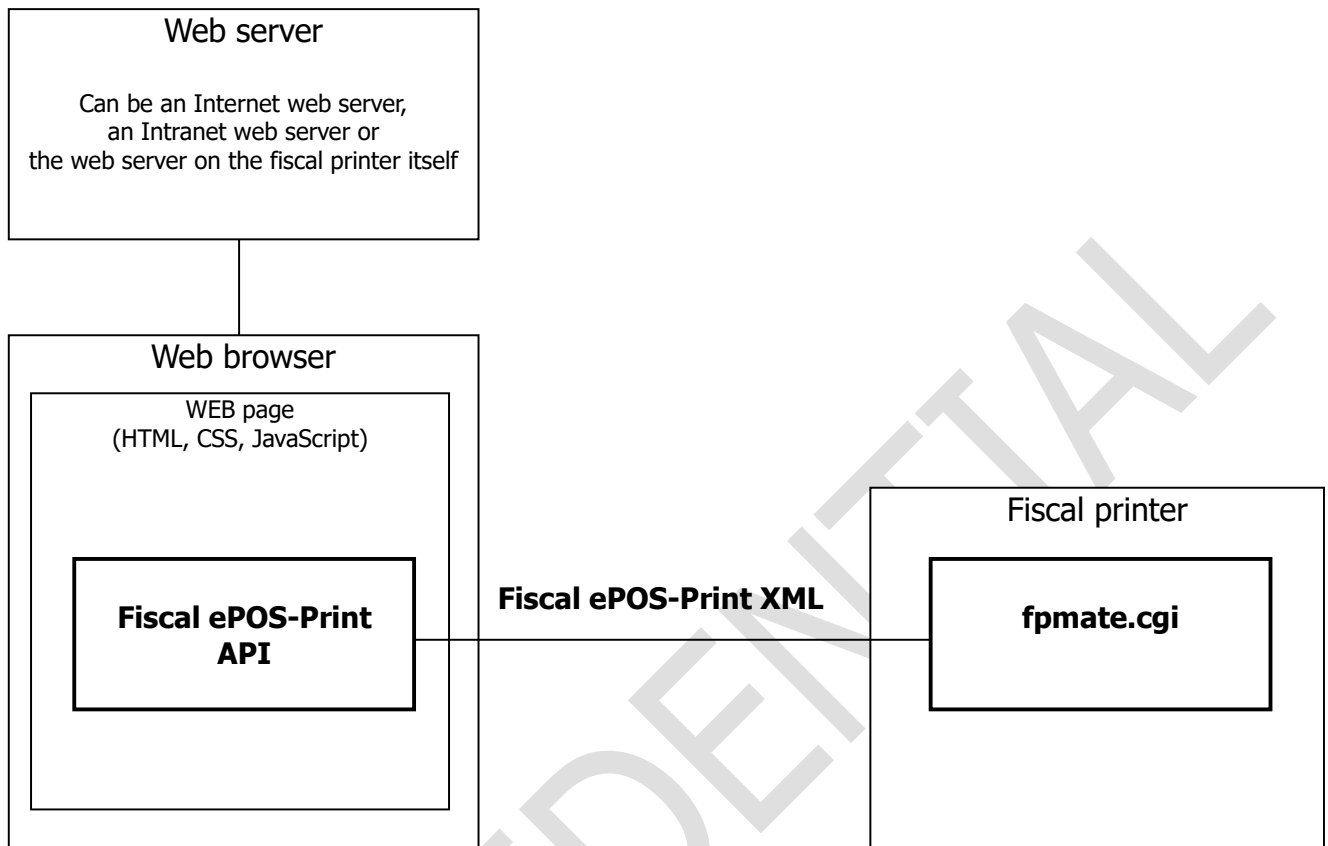 Web server
Can be an Internet web server,
an Intranet web server or
the web server on the fiscal printer itself
Web browser
WEB page
(HTML, CSS, JavaScript)
Fiscal ePOS-Print
API
Fiscal ePOS-Print XML
Fiscal printer
fpmate.cgi
DENTIAL